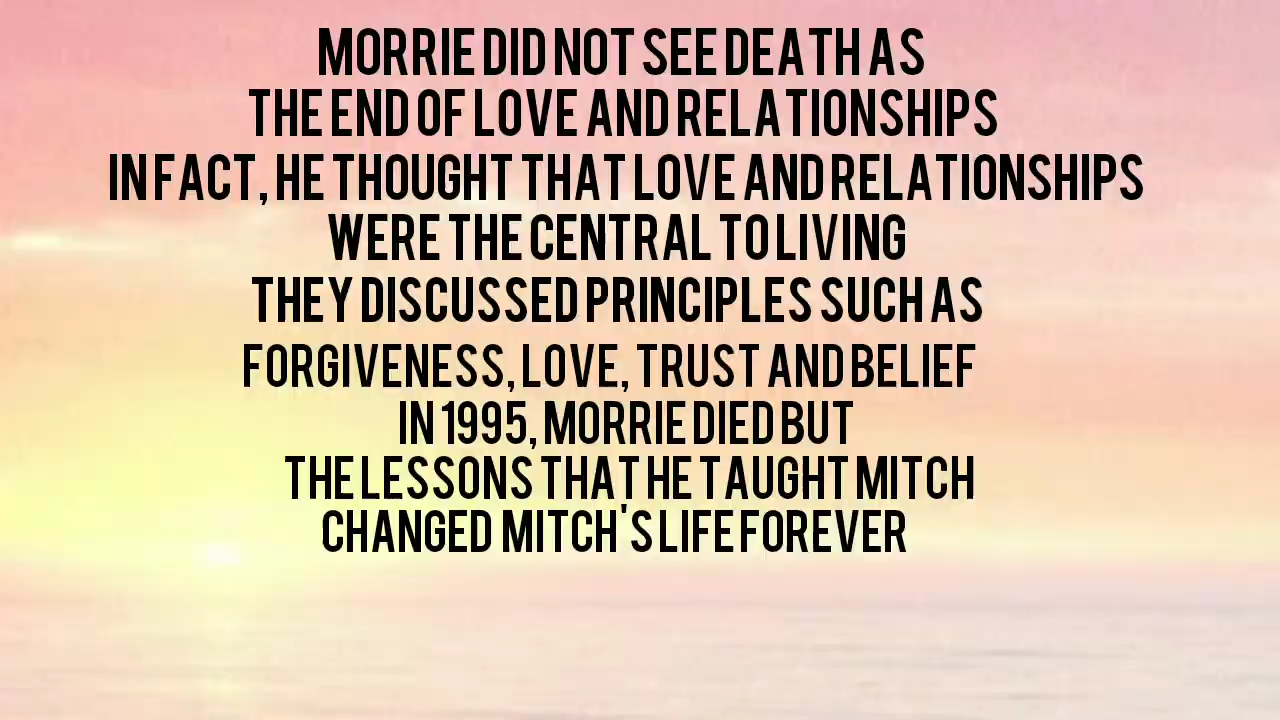 MORRIE DID NOT SEE DEATH AS
THE END OF LOVE AND RELATIONSHIPS
IN FACT, HE THOUGHT THAT LOVE AND RELATIONSHIPS
WERE THE CENTRAL TO LIVING
THEY DISCUSSED PRINCIPLES SUCH AS
FORGIVENESS, LOVE, TRUST AND BELIEF
IN 1995, MORRIE DIED BUT
THE LESSONS THAT HE TAUGHT MITCH
CHANGED MITCH'S LIFE FOREVER